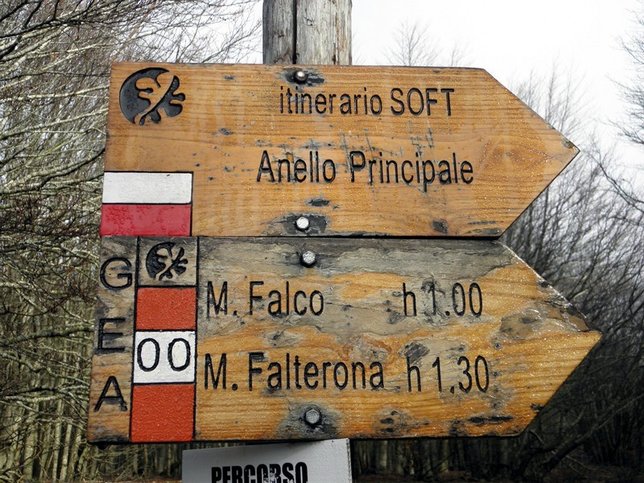 itinerario SOFT
Anello Principale
GEA
00
M. Falco h 1.00
M. Falterona h 1.30
PERCORSO